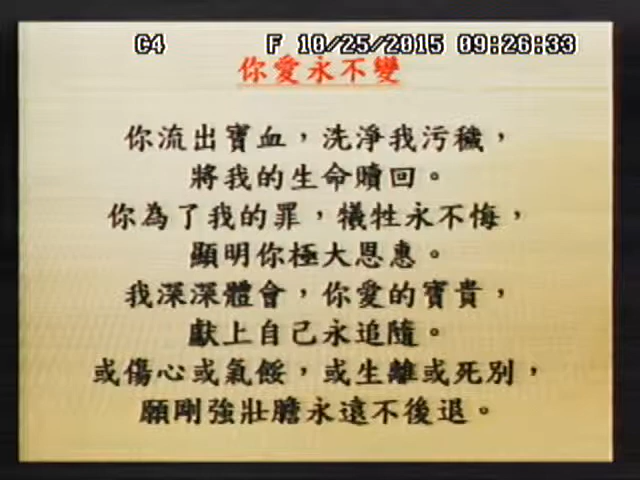 C4 F 10/25/2015 09:26:33
你愛永不變
你流出寶血，洗淨我污穢，
將我的生命贖回。
你為了我的罪，犧牲永不悔，
顯明你極大恩惠。
我深深體會，你愛的寶貴，
獻上自己永追隨。
或傷心或氣餒，或生離或死別，
願剛強壯膽永遠不後退。